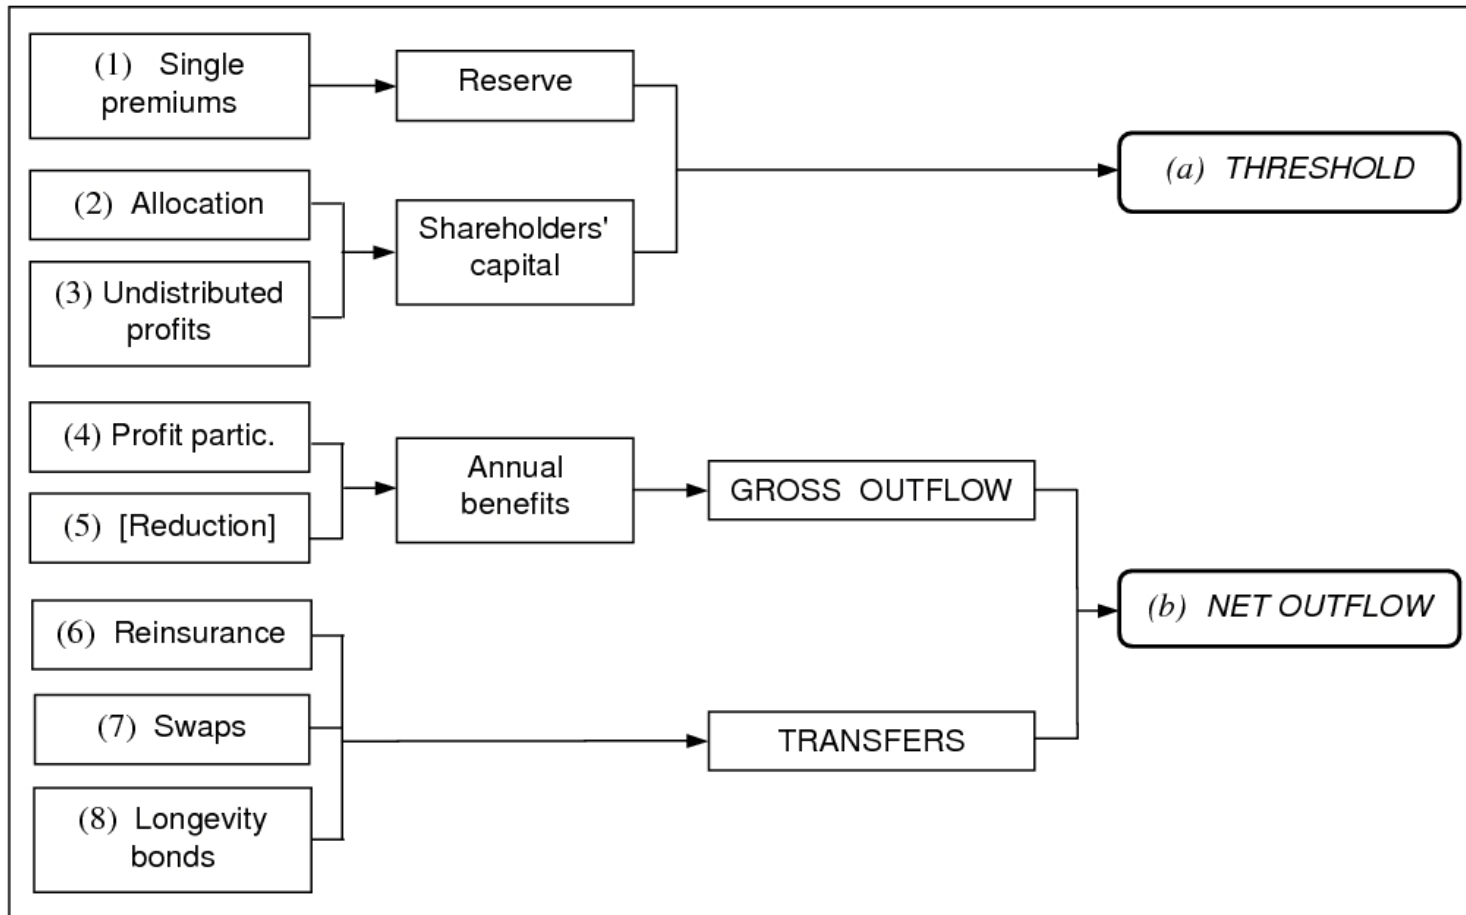 (1) Single
premiums
Reserve
(2) Allocation
Shareholders'
capital
(3) Undistributed
profits
(a) THRESHOLD
(4) Profit partic.
(5) [Reduction]
Annual
benefits
GROSS OUTFLOW
(6) Reinsurance
(7) Swaps
(8) Longevity
bonds
TRANSFERS
(b) NET OUTFLOW